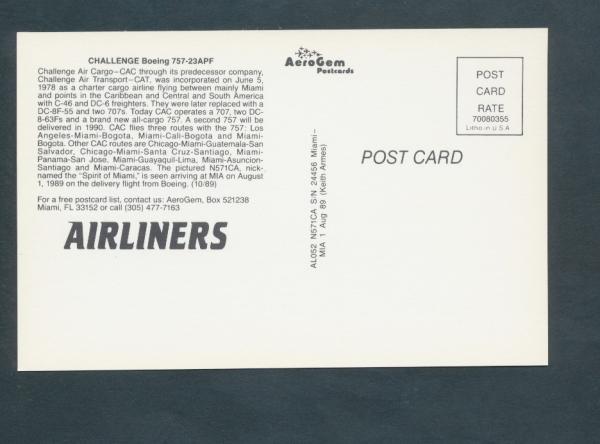 CHALLENGE Boeing 757-23APF
Challenge Air Cargo-CAC through its predecessor company,
Challenge Air Transport-CAT, was incorporated on June 5,
1978 as a charter cargo airline flying between mainly Miami
and points in the Caribbean and Central and South America
with C-46 and DC-6 freighters. They were later replaced with a
DC-8F-55 and two 707s. Today CAC operates a 707, two DC-
8-63Fs and a brand new all-cargo 757. A second 757 will be
delivered in 1990. CAC flies three routes with the 757: Los
Angeles-Miami-Bogota, Miami-Cali-Bogota and Miami-
Bogota. Other CAC routes are Chicago-Miami-Guatemala-San
Salvador, Chicago-Miami-Santa Cruz-Santiago, Miami-
Panama-San Jose, Miami-Guayaquil-Lima, Miami-Asuncion-
Santiago and Miami-Caracas. The pictured N571CA, nick-
named the "Spirit of Miami," is seen arriving at MIA on August
1, 1989 on the delivery flight from Boeing. (10/89)
For a free postcard list, contact us: AeroGem, Box 521238
Miami, FL 33152 or call (305) 477-7163
AIRLINERS
AeroGem
Postcards
AL052 N571CA S/N 24456 Miami-
MIA 1 Aug 89 (Keith Armes)
POST
CARD
RATE
70080355
Litho in U.S.A
POST CARD